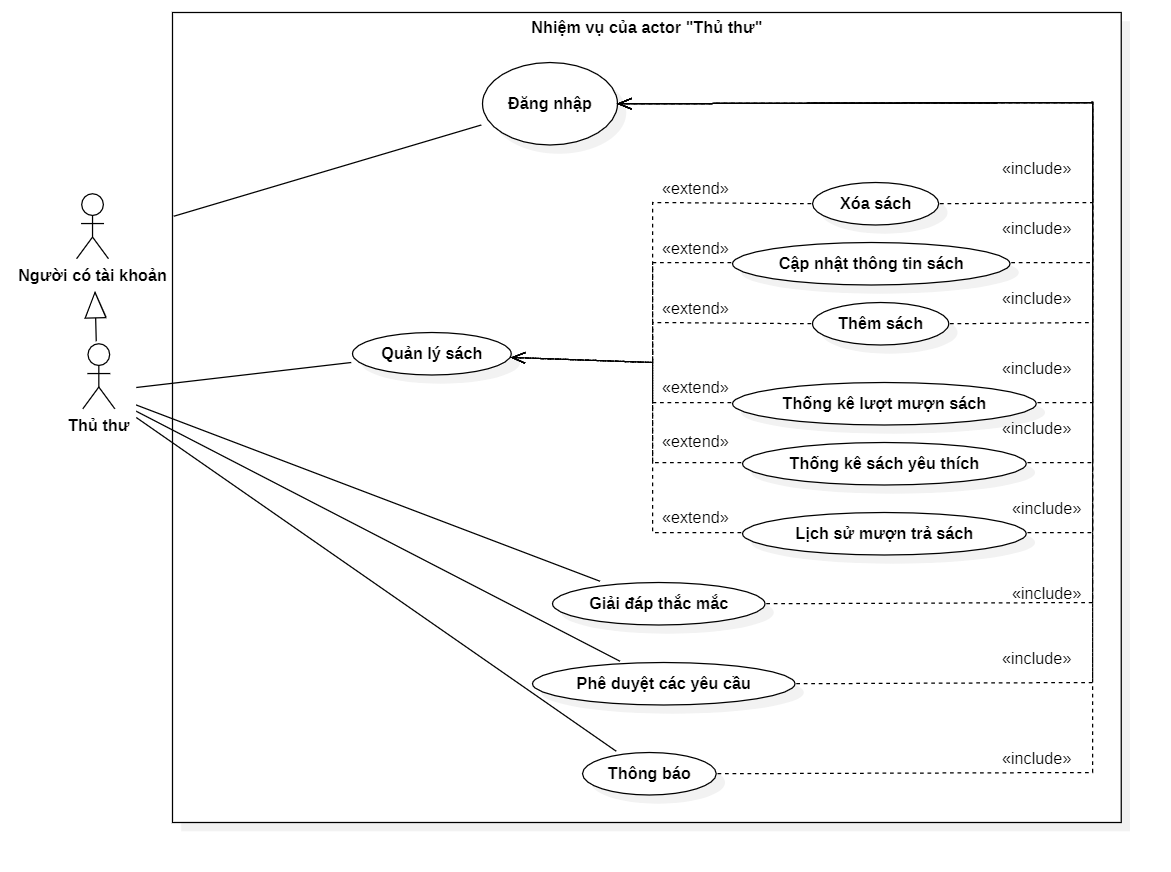 Nhiệm vụ của actor "Thủ thư"
Đăng nhập
«include»
«extend»
Xóa sách
«include»
«extend»
Cập nhật thông tin sách
Người có tài khoản
«include»
«extend»
Thêm sách
Quản lý sách
«include»
«extend»
Thống kê lượt mượn sách
Thủ thư
«include»
«extend»
Thống kê sách yêu thích
«include»
«extend»
Lịch sử mượn trả sách
«include»
Giải đáp thắc mắc
«include»
Phê duyệt các yêu cầu
«include»
Thông báo